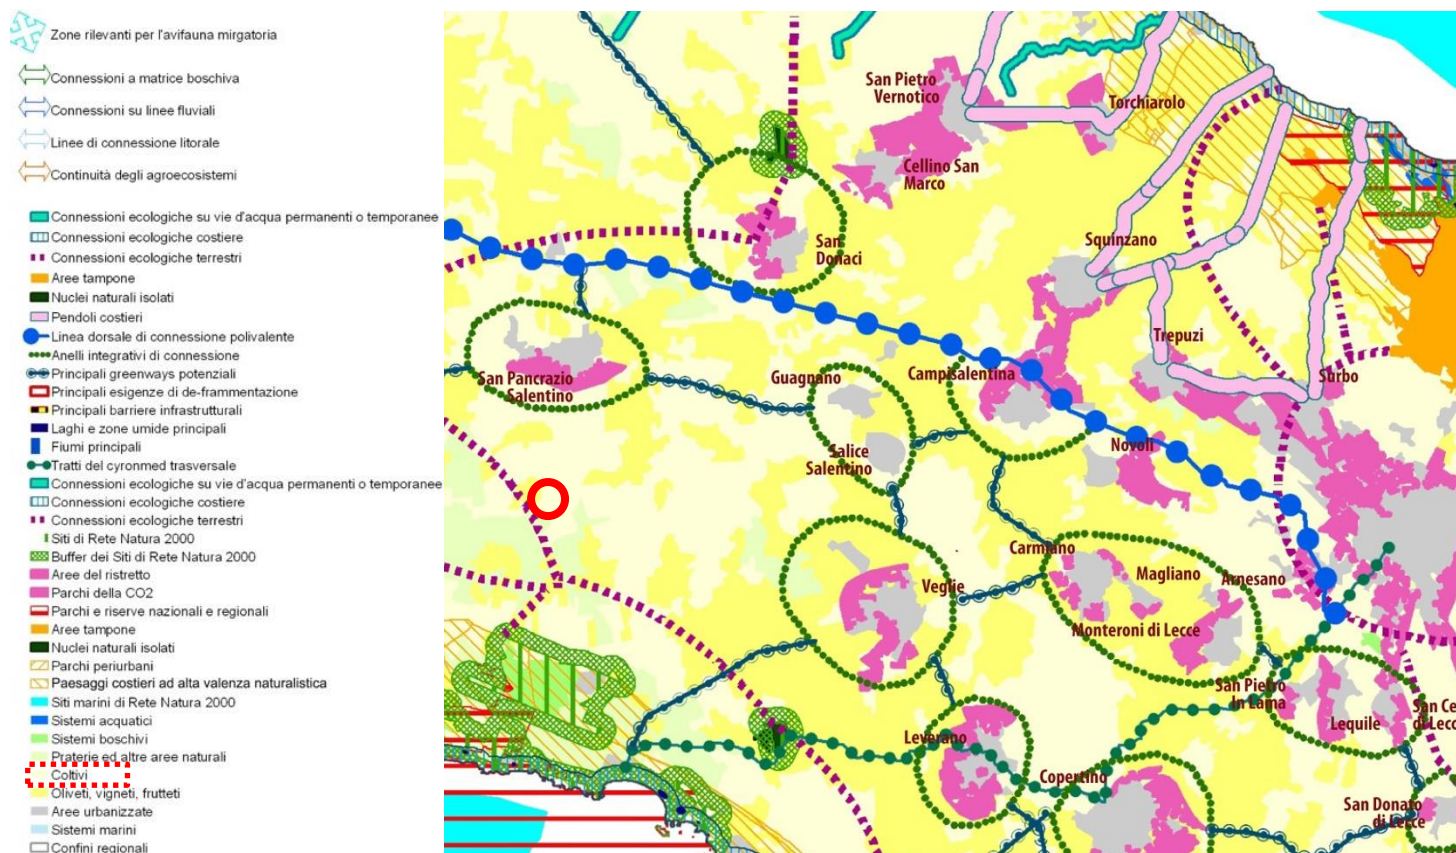 Zone rilevanti per l'avifauna mirgatoria
Connessioni a matrice boschiva
Connessioni su linee fluviali
Linee di connessione litorale
Continuità degli agroecosistemi
Connessioni ecologiche su vie d'acqua permanenti o temporanee
Connessioni ecologiche costiere
Connessioni ecologiche terrestri
Aree tampone
Nuclei naturali isolati
Pendoli costieri
Linea dorsale di connessione polivalente
Anelli integrativi di connessione
Principali greenways potenziali
Principali esigenze di de-frammentazione
Principali barriere infrastrutturali
Laghi e zone umide principali
Fiumi principali
Tratti del cyronmed trasversale
Connessioni ecologiche su vie d'acqua permanenti o temporanee
Connessioni ecologiche costiere
Connessioni ecologiche terrestri
Siti di Rete Natura 2000
Buffer dei Siti di Rete Natura 2000
Aree del ristretto
Parchi della CO2
Parchi e riserve nazionali e regionali
Aree tampone
Nuclei naturali isolati
Parchi periurbani
Paesaggi costieri ad alta valenza naturalistica
Siti marini di Rete Natura 2000
Sistemi acquatici
Sistemi boschivi
Praterie ed altre aree naturali
Coltivi
Oliveti, vigneti, frutteti
Aree urbanizzate
Sistemi marini
Confini regionali
San Pietro
Vernotico
Torchiarolo
Cellino San
Marco
San
Donaci
Squinzano
Trepuzi
Surbo
San Pancrazio
Salentino
Guagnano
Campisalentina
Salice
Salentino
Novoli
Carmiano
Magliano
Arnesano
Veglie
Monteroni di Lecce
San Pietro
In Lama
Lequile
San Ce
di Lecc
Leverano
Copertino
San Donato
di Lecce